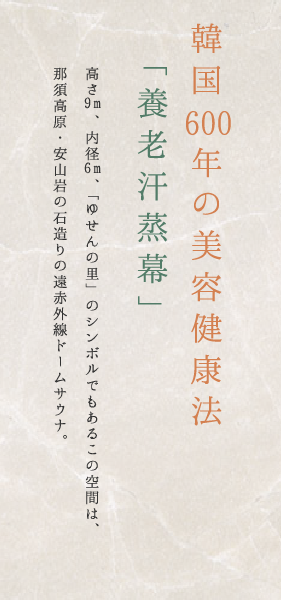 韓国600年の美容健康法
「養老汗蒸幕」
高さ9m、内径6m、「ゆせんの里」のシンボルでもあるこの空間は、
那須高原・安山岩の石造りの遠赤外線ドームサウナ。